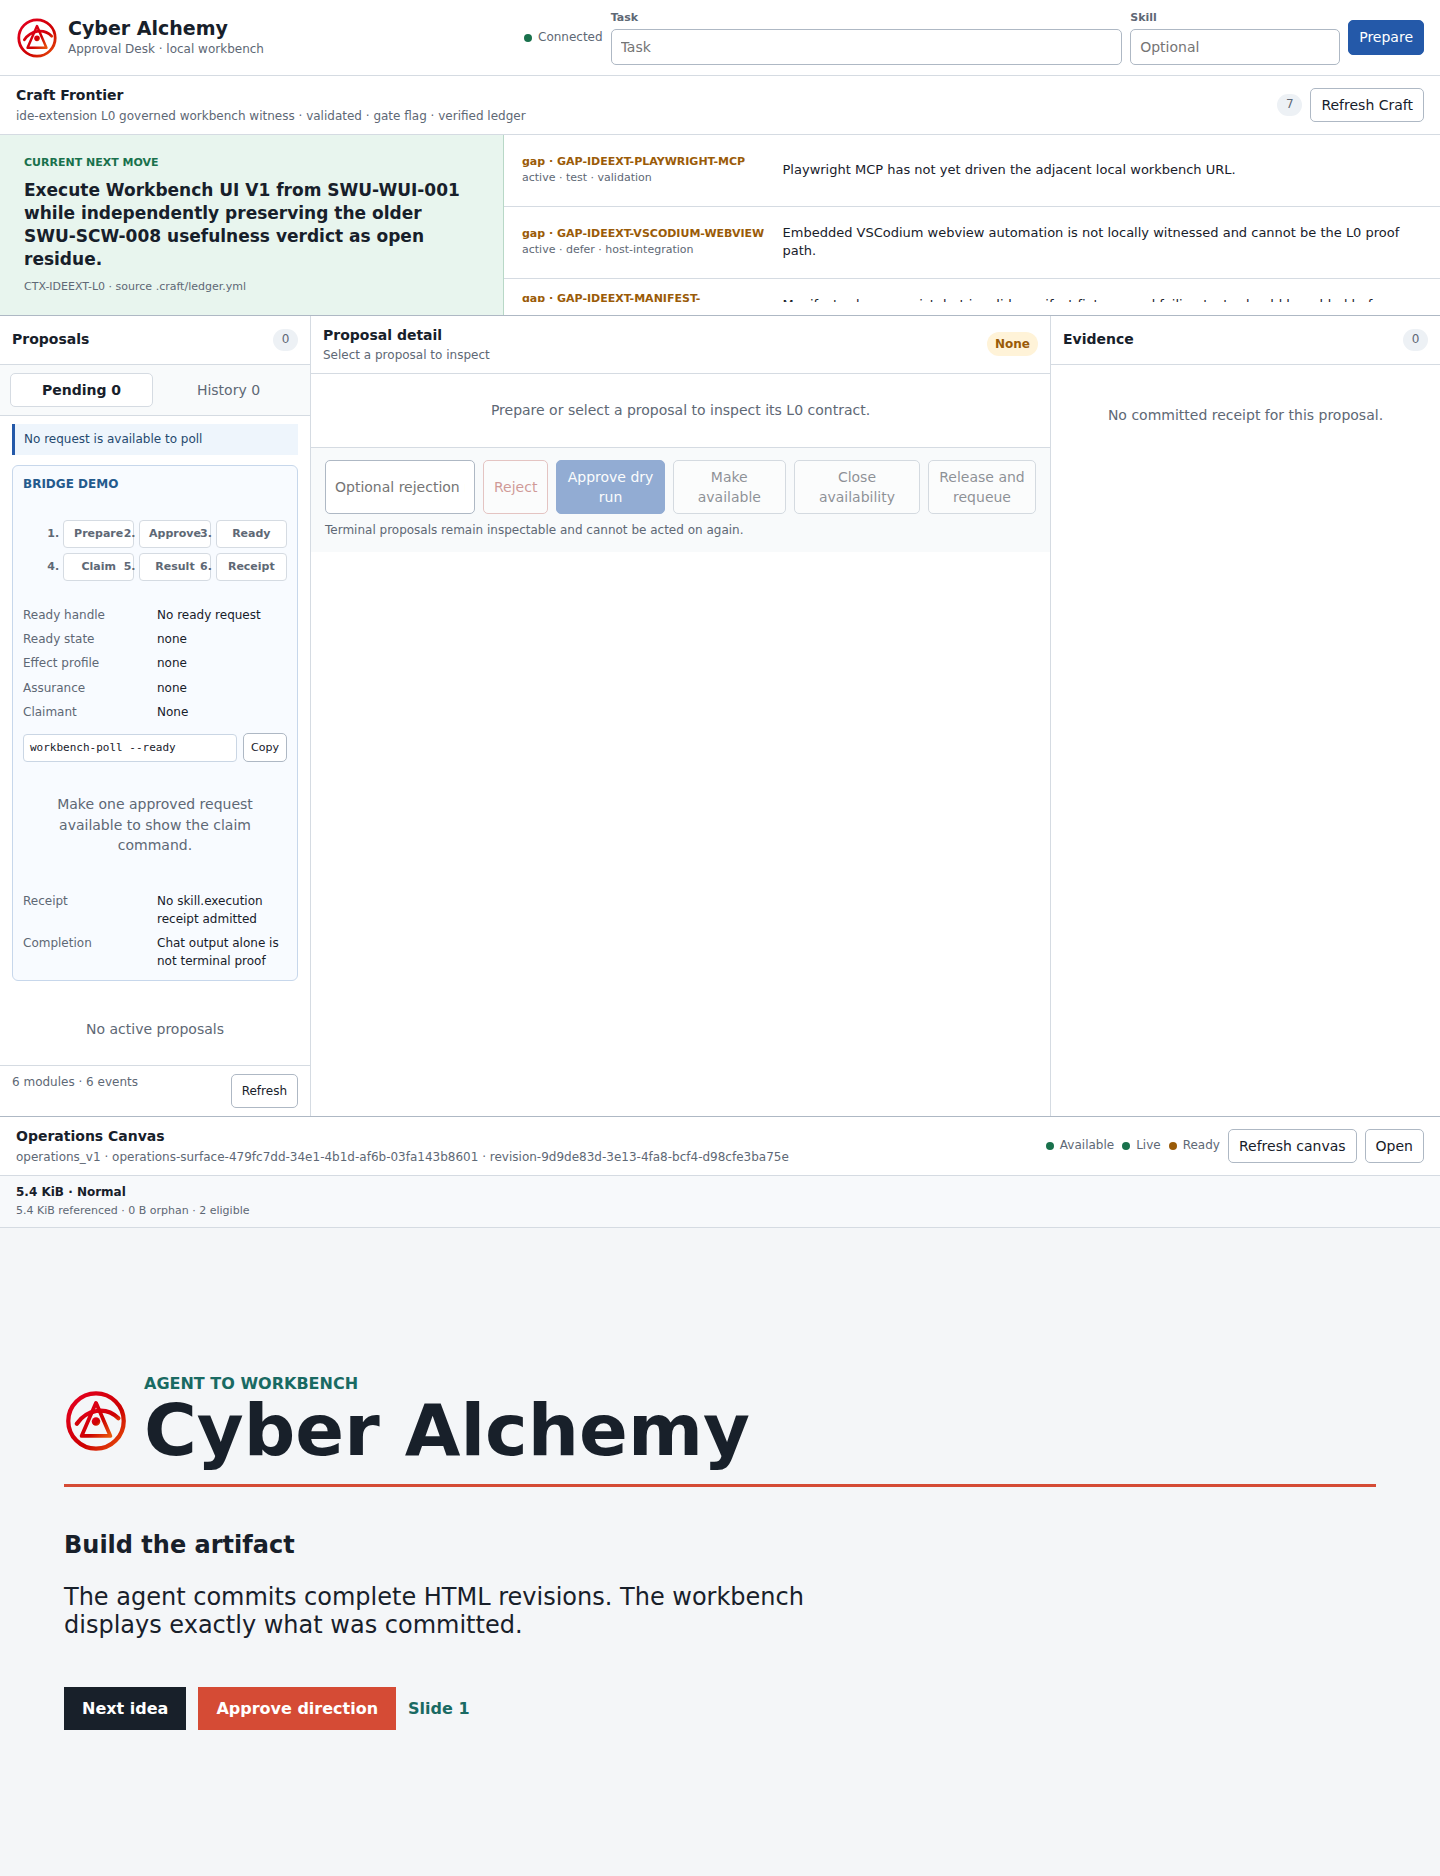 Cyber Alchemy
Approval Desk · local workbench
Connected
Task
Task
Skill
Optional
Prepare
Craft Frontier
ide-extension L0 governed workbench witness · validated · gate flag · verified ledger
7
Refresh Craft
CURRENT NEXT MOVE
Execute Workbench UI V1 from SWU-WUI-001
while independently preserving the older
SWU-SCW-008 usefulness verdict as open
residue.
CTX-IDEEXT-L0 · source .craft/ledger.yml
gap · GAP-IDEEXT-PLAYWRIGHT-MCP
active · test · validation
Playwright MCP has not yet driven the adjacent local workbench URL.
gap · GAP-IDEEXT-VSCODIUM-WEBVIEW
active · defer · host-integration
Embedded VSCodium webview automation is not locally witnessed and cannot be the L0 proof
path.
gap · GAP-IDEEXT-MANIFEST-
Proposals
0
Pending 0
History 0
No request is available to poll
BRIDGE DEMO
1. Prepare 2. Approve 3. Ready
4. Claim 5. Result 6. Receipt
Ready handle No ready request
Ready state none
Effect profile none
Assurance none
Claimant None
workbench-poll --ready
Copy
Make one approved request
available to show the claim
command.
Receipt No skill.execution
receipt admitted
Completion Chat output alone is
not terminal proof
No active proposals
6 modules · 6 events
Refresh
Proposal detail
Select a proposal to inspect
None
Prepare or select a proposal to inspect its L0 contract.
Optional rejection
Reject
Approve dry
run
Make
available
Close
availability
Release and
requeue
Terminal proposals remain inspectable and cannot be acted on again.
Evidence
0
No committed receipt for this proposal.
Operations Canvas
operations_v1 · operations-surface-479fc7dd-34e1-4b1d-af6b-03fa143b8601 · revision-9d9de83d-3e13-4fa8-bcf4-d98cfe3ba75e
Available
Live
Ready
Refresh canvas
Open
5.4 KiB · Normal
5.4 KiB referenced · 0 B orphan · 2 eligible
AGENT TO WORKBENCH
Cyber Alchemy
Build the artifact
The agent commits complete HTML revisions. The workbench
displays exactly what was committed.
Next idea
Approve direction
Slide 1